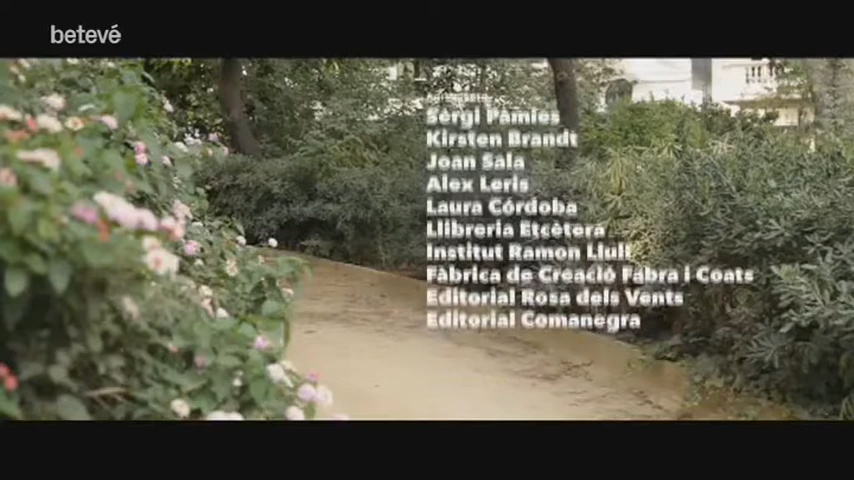 betevé
Sergi Pàmies
Kirsten Brandt
Joan Sala
Alex Leris
Laura Córdoba
Llibreria Etcètera
Institut Ramon Llull
Fàbrica de Creació Fabra i Coats
Editorial Rosa dels Vents
Editorial Comanegra